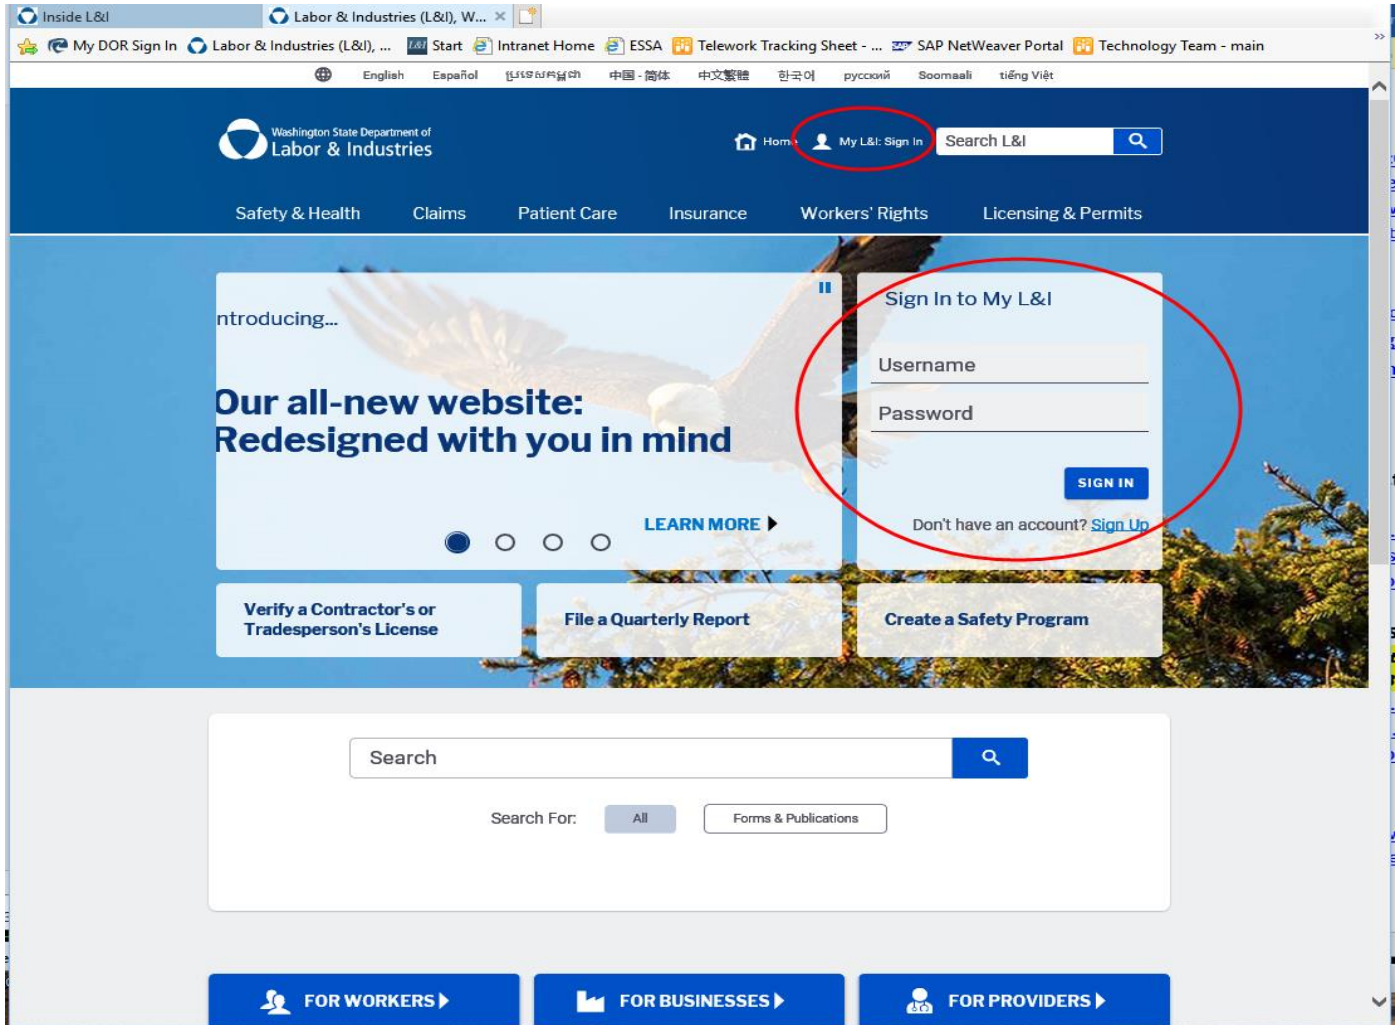 Inside L&I
Labor & Industries (L&I), W...
My DOR Sign In
Labor & Industries (L&I), ...
L&I
Start
Intranet Home
ESSA
Telework Tracking Sheet - ...
SAP NetWeaver Portal
Technology Team - main
English
Español
中国 - 简体
中文繁體
한국어
русский
Soomaali
tiếng Việt
Washington State Department of
Labor & Industries
Home
My L&I: Sign In
Search L&I
Safety & Health
Claims
Patient Care
Insurance
Workers' Rights
Licensing & Permits
ntroducing...
Our all-new website:
Redesigned with you in mind
LEARN MORE
Sign In to My L&I
Username
Password
SIGN IN
Don't have an account? Sign Up
Verify a Contractor's or
Tradesperson's License
File a Quarterly Report
Create a Safety Program
Search
Search For:
All
Forms & Publications
FOR WORKERS
FOR BUSINESSES
FOR PROVIDERS